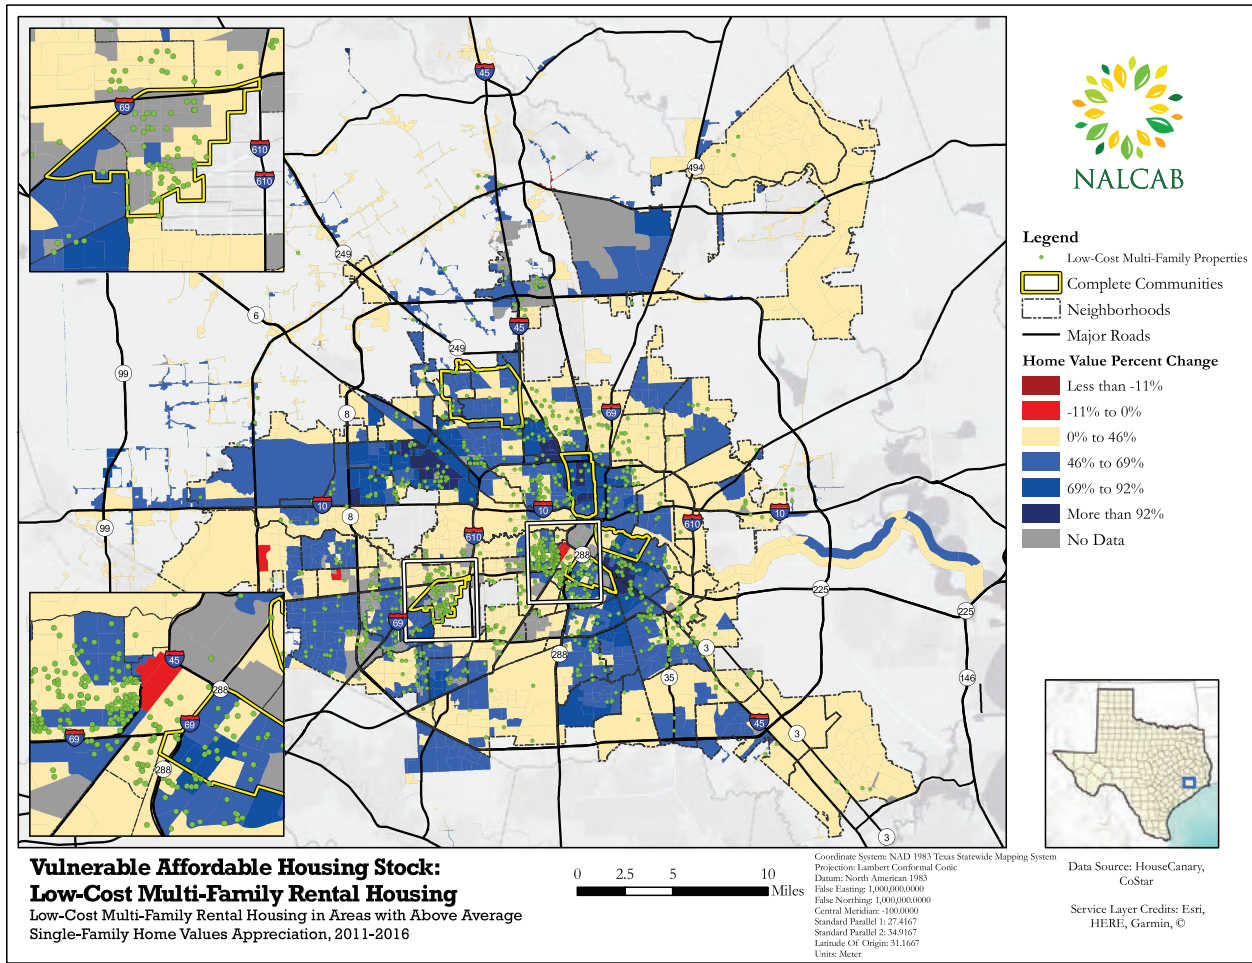 69
610
610
45
494
249
6
45
249
99
8
69
10
10
99
8
610
610
10
288
69
225
225
288
3
35
146
45
3
3
45
288
69
69
288
NALCAB
Legend
Low-Cost Multi-Family Properties
Complete Communities
Neighborhoods
Major Roads
Home Value Percent Change
Less than -11%
-11% to 0%
0% to 46%
46% to 69%
69% to 92%
More than 92%
No Data
Vulnerable Affordable Housing Stock:
Low-Cost Multi-Family Rental Housing
Low-Cost Multi-Family Rental Housing in Areas with Above Average
Single-Family Home Values Appreciation, 2011-2016
0 2.5 5 10
Miles
Coordinate System: NAD 1983 Texas Statewide Mapping System
Projection: Lambert Conformal Conic
Datum: North American 1983
False Easting: 1,000,000.0000
False Northing: 1,000,000.0000
Central Meridian: -100.0000
Standard Parallel 1: 27.4167
Standard Parallel 2: 34.9167
Latitude Of Origin: 31.1667
Units: Meter
Data Source: HouseCanary,
CoStar
Service Layer Credits: Esri,
HERE, Garmin, ©